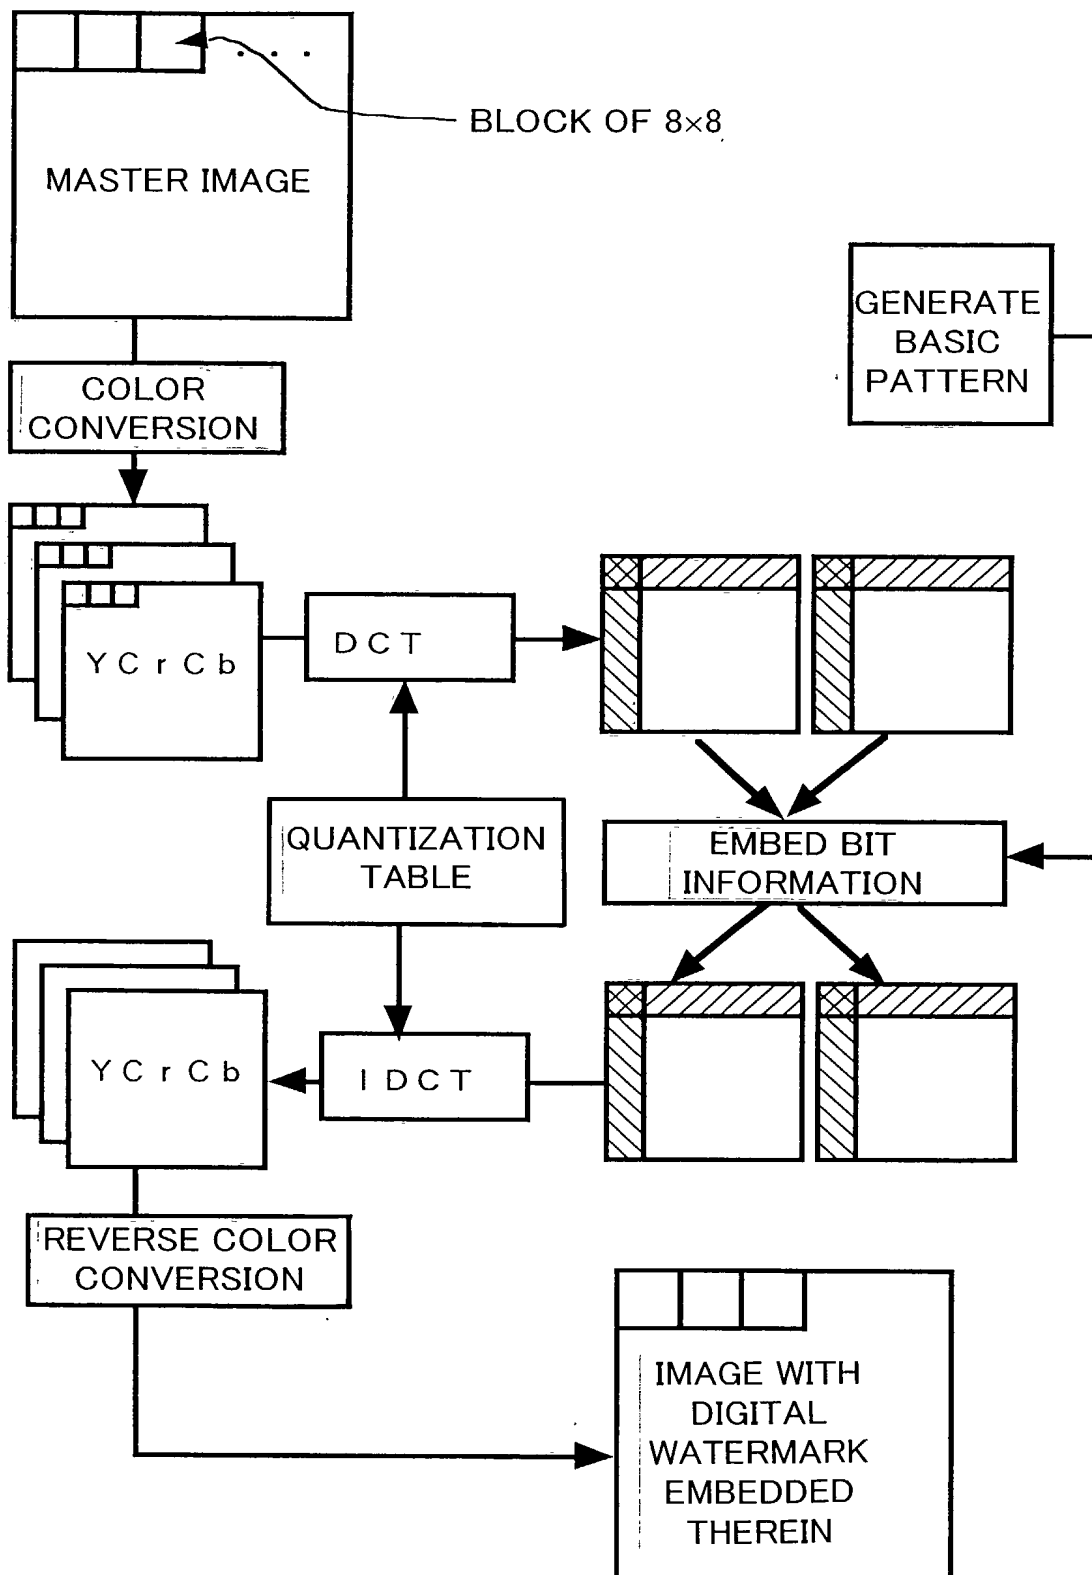 BLOCK OF 8×8
MASTER IMAGE
GENERATE
BASIC
PATTERN
COLOR
CONVERSION
YCrCb
DCT
QUANTIZATION
TABLE
EMBED BIT
INFORMATION
YCrCb
IDCT
REVERSE COLOR
CONVERSION
IMAGE WITH
DIGITAL
WATERMARK
EMBEDDED
THEREIN